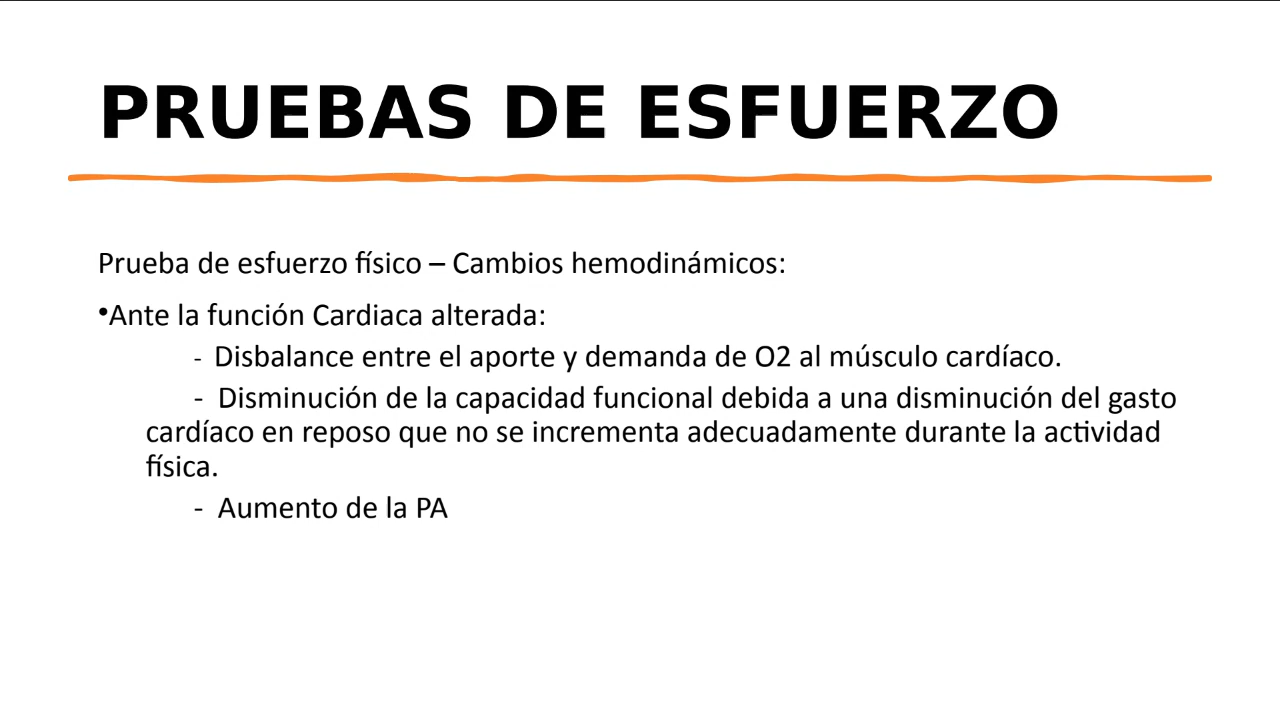 PRUEBAS DE ESFUERZO
Prueba de esfuerzo físico – Cambios hemodinámicos:
•Ante la función Cardiaca alterada:
- Disbalance entre el aporte y demanda de O2 al músculo cardíaco.
- Disminución de la capacidad funcional debida a una disminución del gasto
cardíaco en reposo que no se incrementa adecuadamente durante la actividad
física.
- Aumento de la PA